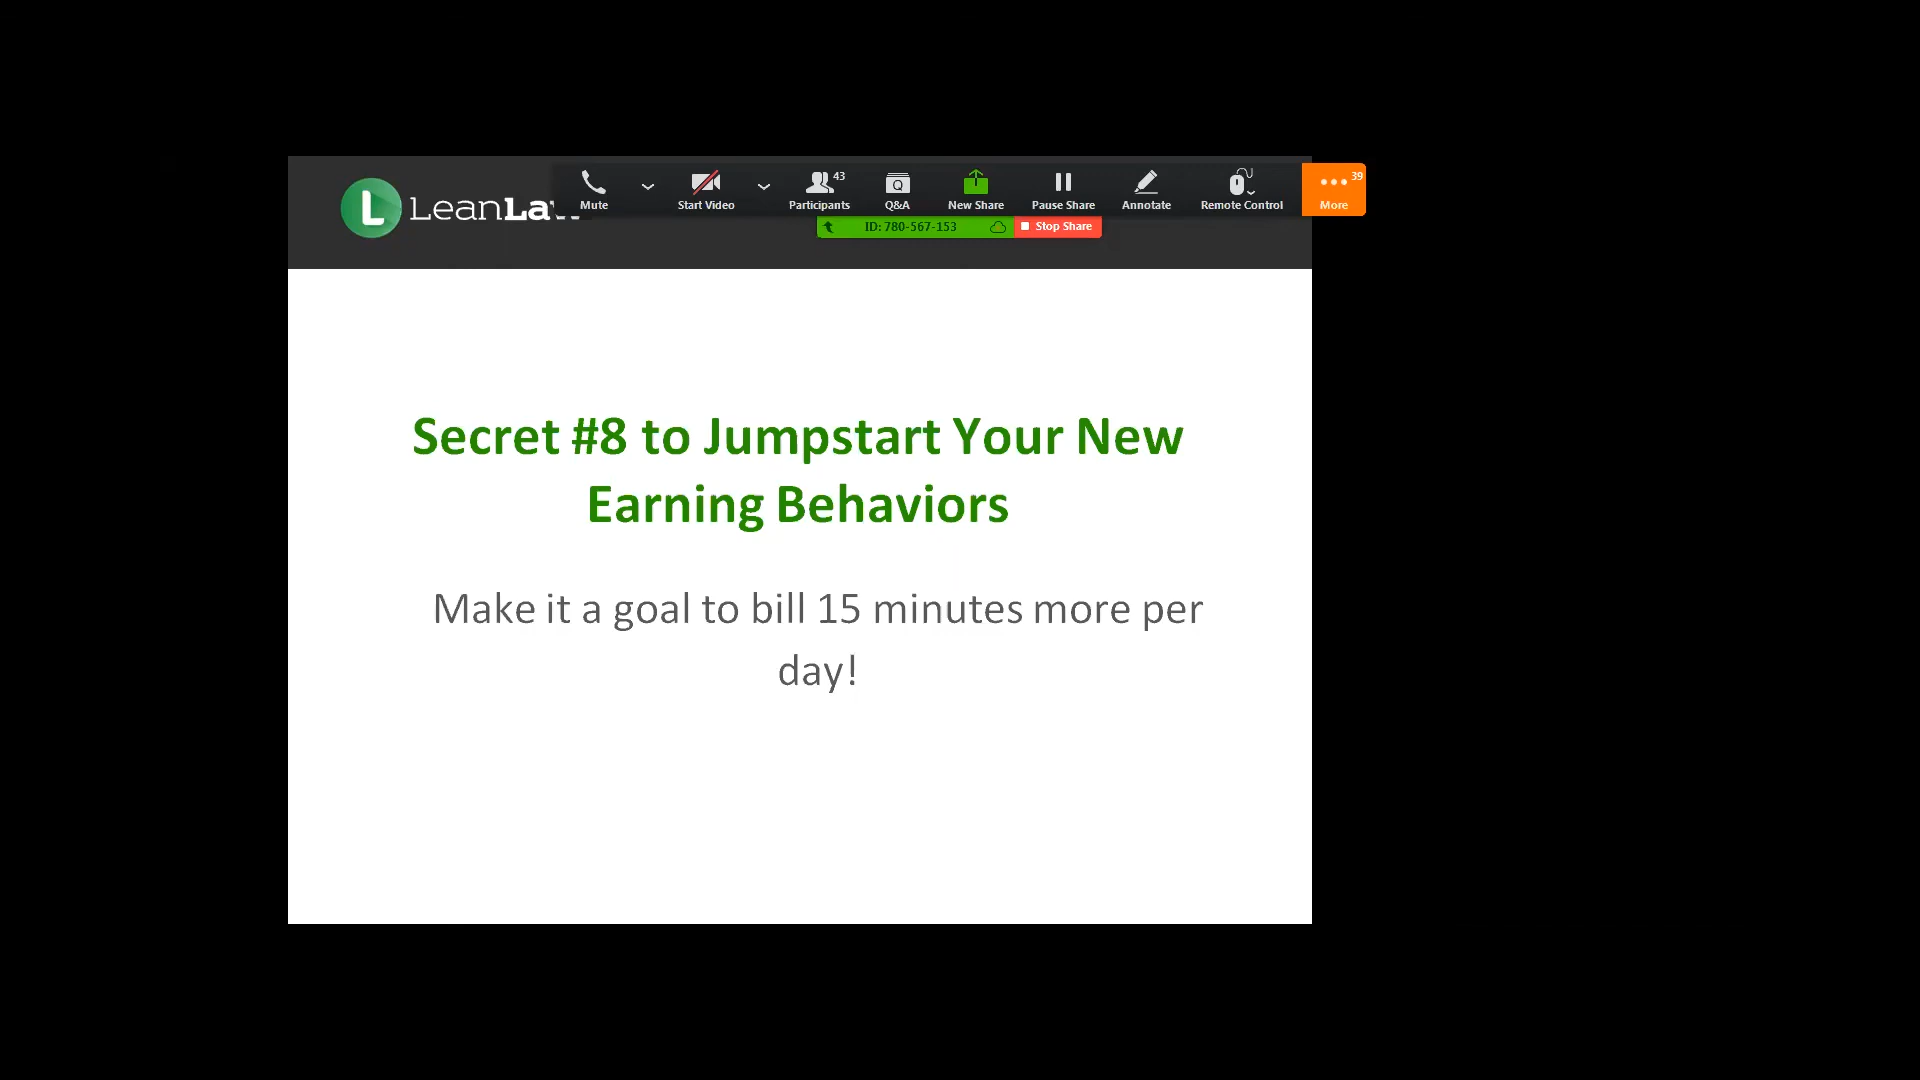 LeanLaw
43
39
Mute
Start Video
Participants
Q&A
New Share
Pause Share
Annotate
Remote Control
More
ID: 780-567-153
Stop Share
Secret #8 to Jumpstart Your New
Earning Behaviors
Make it a goal to bill 15 minutes more per
day!